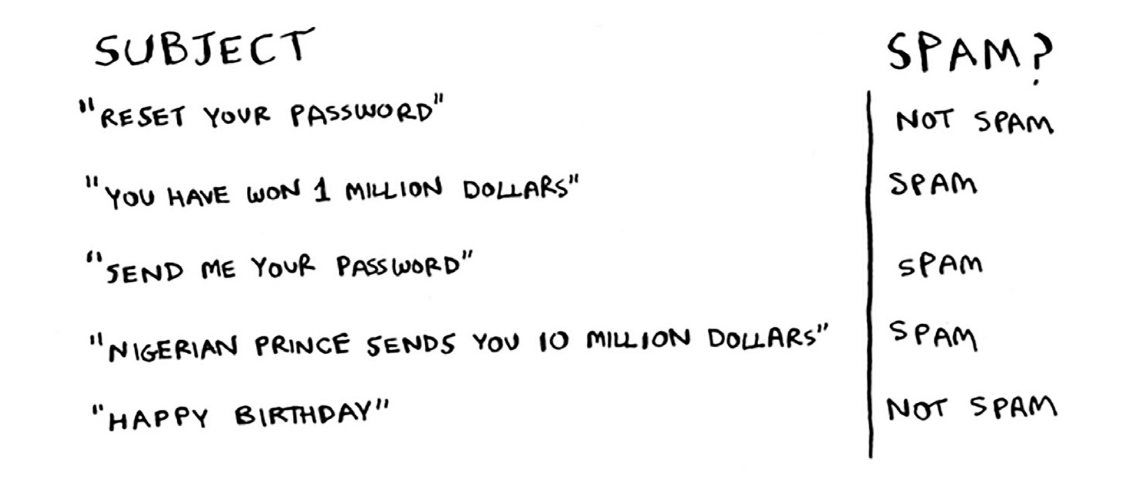 SUBJECT SPAM?
"RESET YOUR PASSWORD" NOT SPAM
"YOU HAVE WON 1 MILLION DOLLARS" SPAM
"SEND ME YOUR PASSWORD" SPAM
"NIGERIAN PRINCE SENDS YOU 10 MILLION DOLLARS" SPAM
"HAPPY BIRTHDAY" NOT SPAM